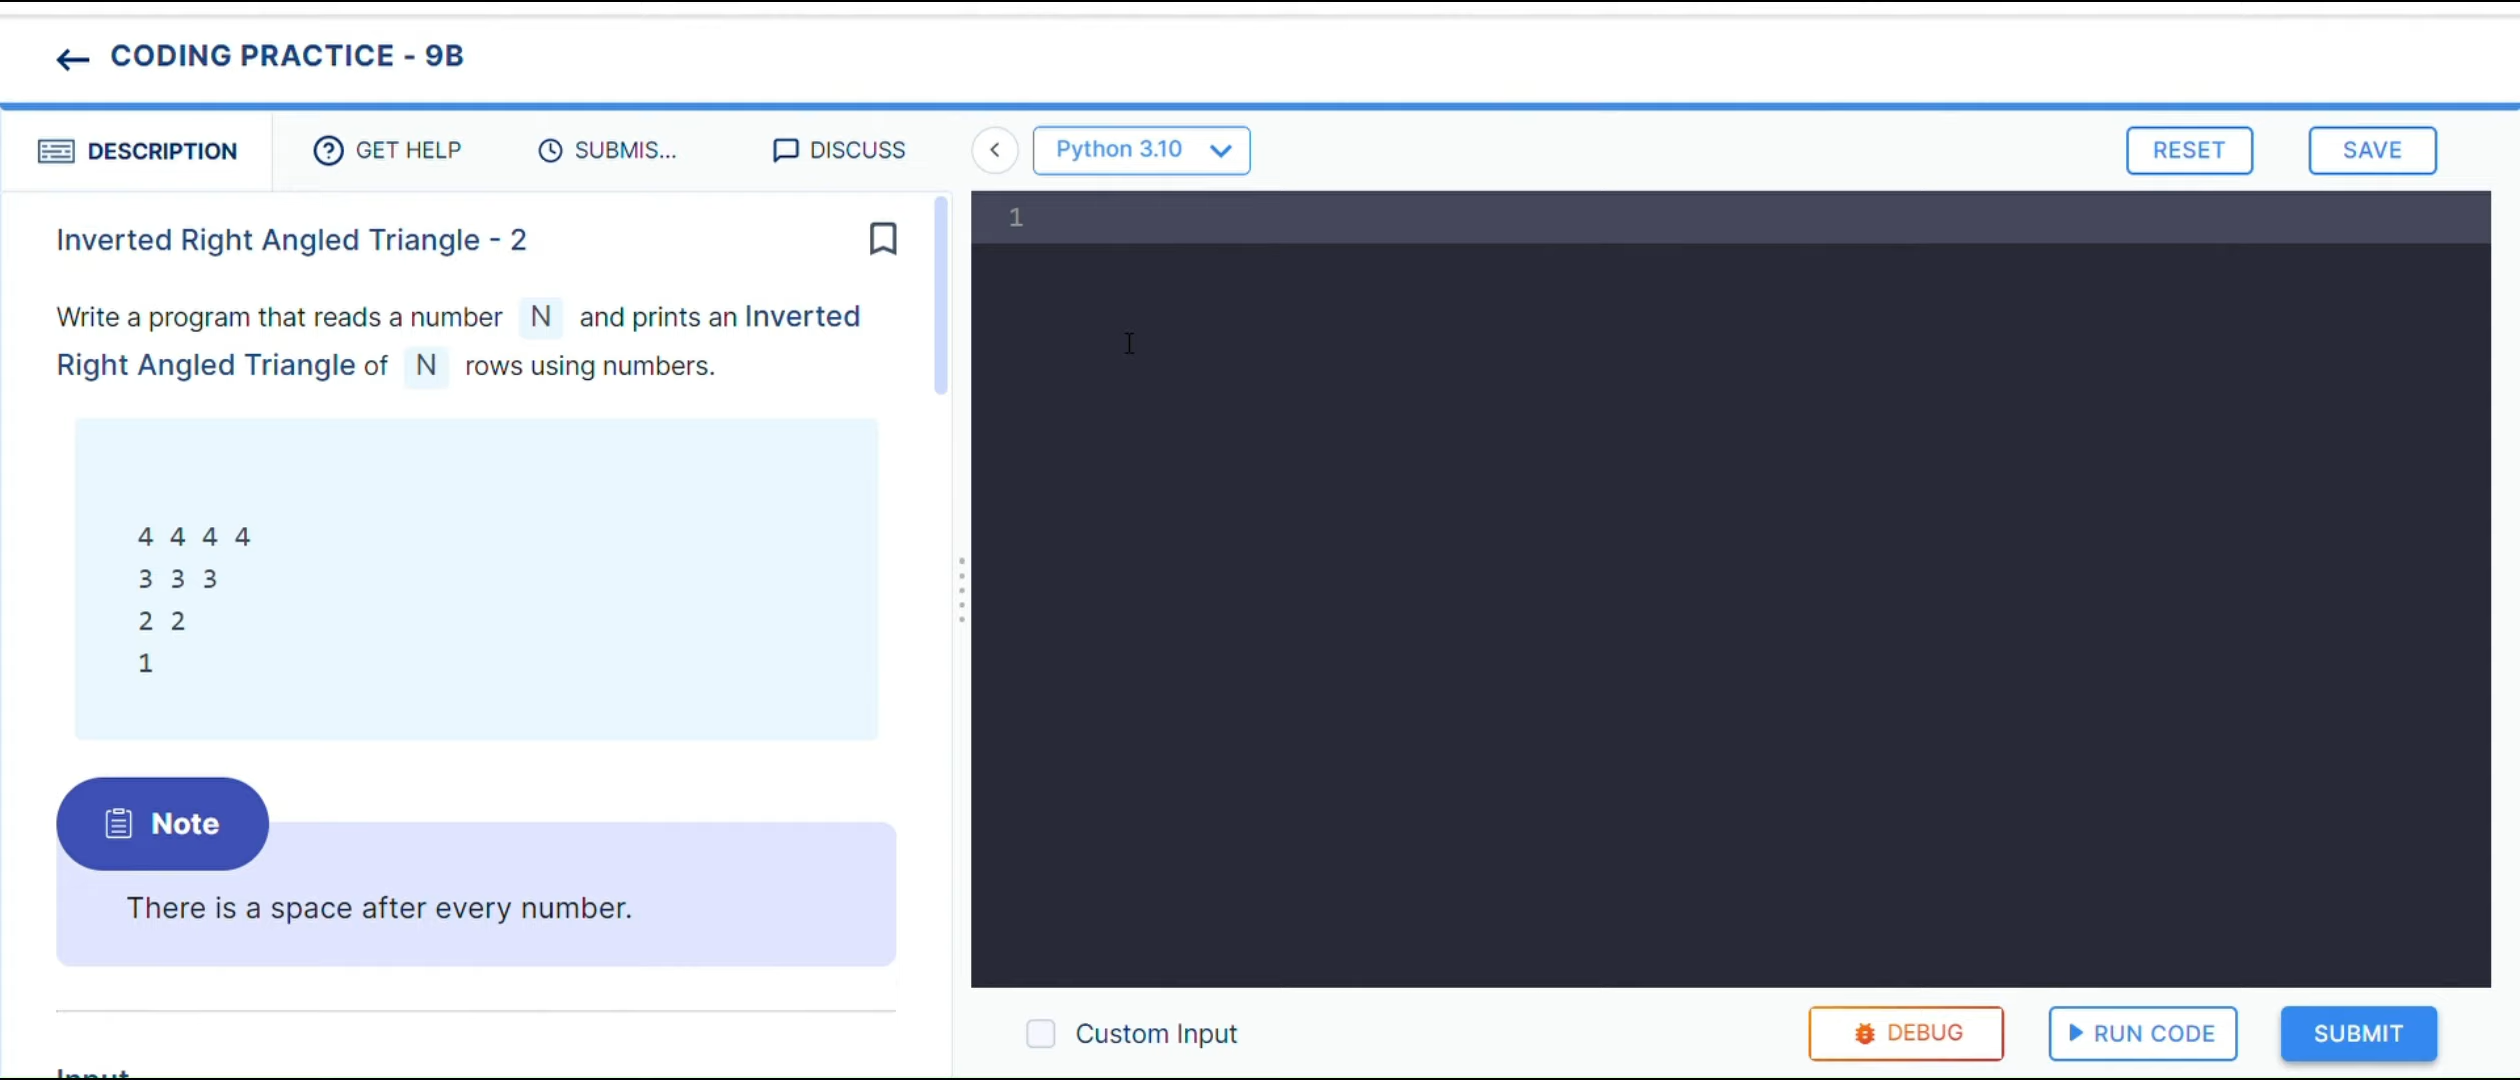 CODING PRACTICE - 9B
DESCRIPTION
GET HELP
SUBMIS...
DISCUSS
Python 3.10
RESET
SAVE
Inverted Right Angled Triangle - 2
Write a program that reads a number N and prints an Inverted
Right Angled Triangle of N rows using numbers.
4 4 4 4
3 3 3
2 2
1
Note
There is a space after every number.
1
Custom Input
DEBUG
RUN CODE
SUBMIT